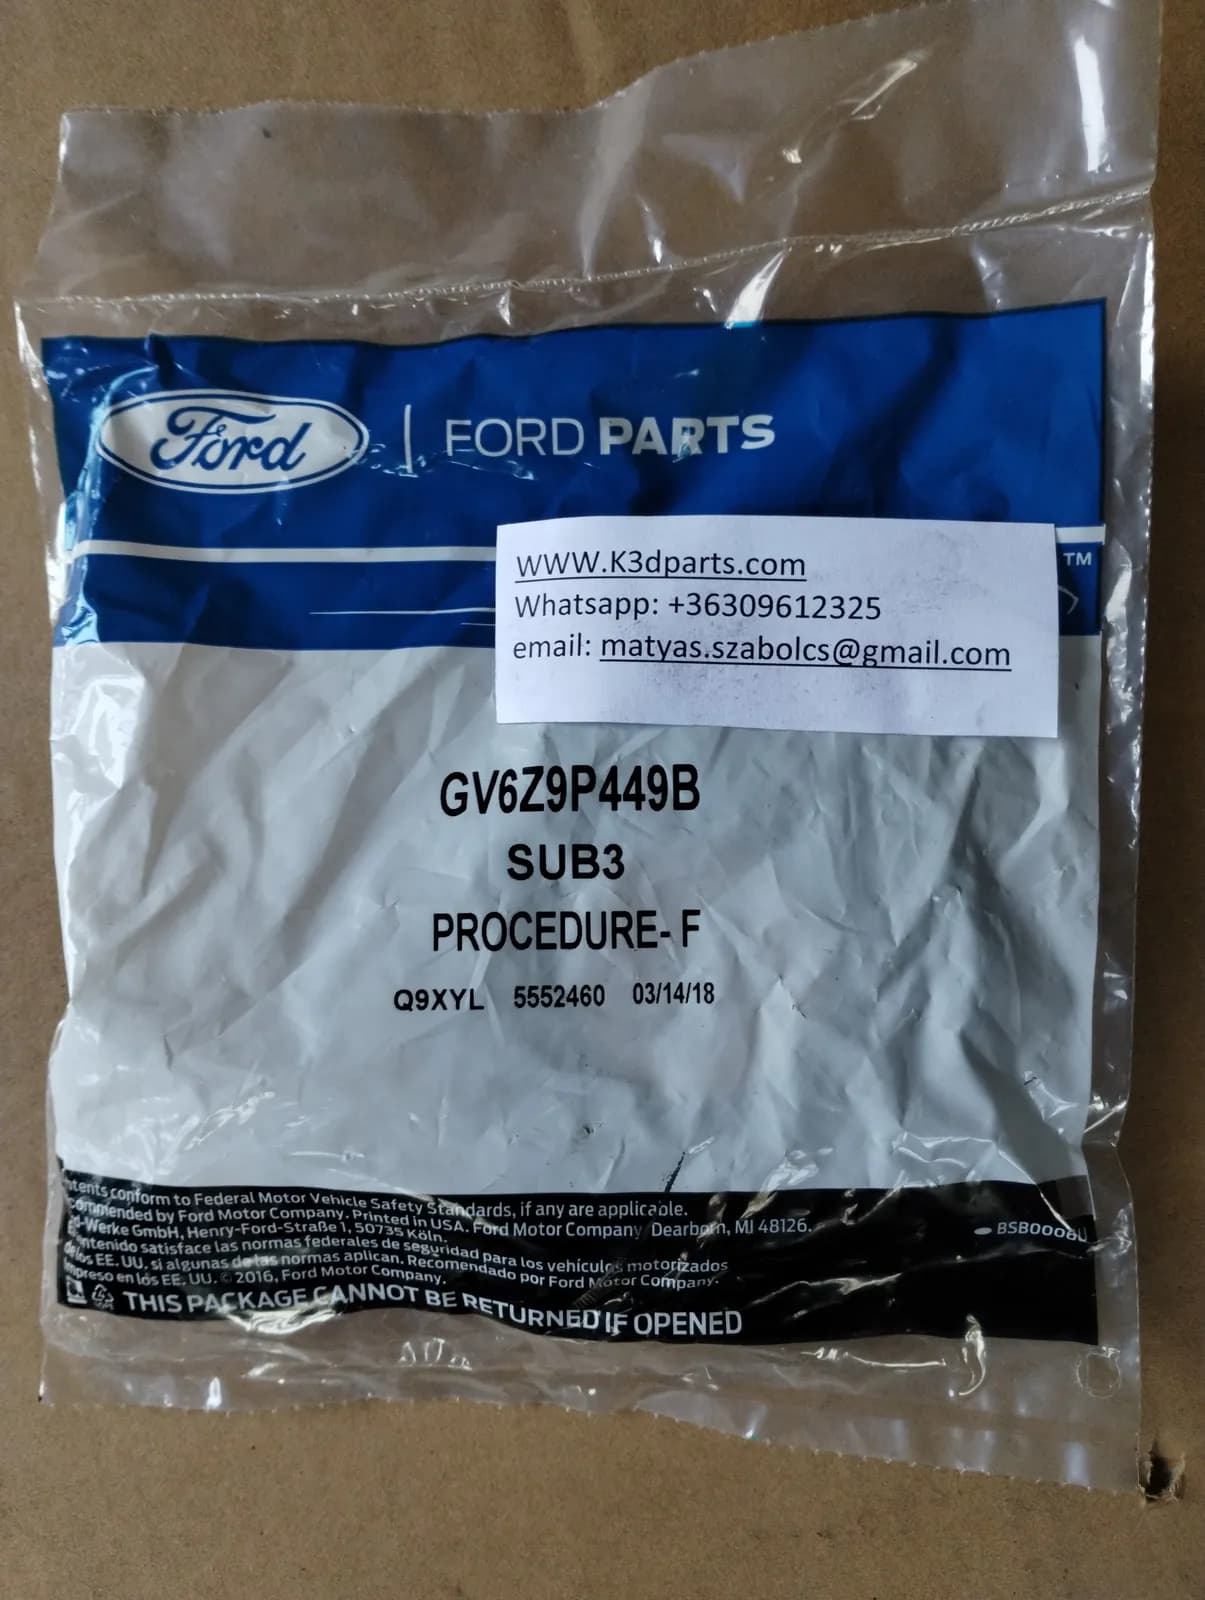 Ford | FORD PARTS
WWW.K3dparts.com
TM
Whatsapp: +36309612325
email: matyas.szabolcs@gmail.com
GV6Z9P449B
SUB3
PROCEDURE- F
Q9XYL 5552460 03/14/18
conform to Federal Motor Vehicle Safety Standards, if any are applicable.
by Ford Motor Company. Printed in USA. Ford Motor Company Dearborn, MI 48126.
-Werke GmbH, Henry-Ford-Straße 1, 50735 Köln.
satisface las normas federales de seguridad para los vehículos motorizados
EE. UU. si algunas de las normas aplican. Recomendado por Ford Motor Company.
en los EE, UU. © 2016, Ford Motor Company.
THIS PACKAGE CANNOT BE RETURNED IF OPENED